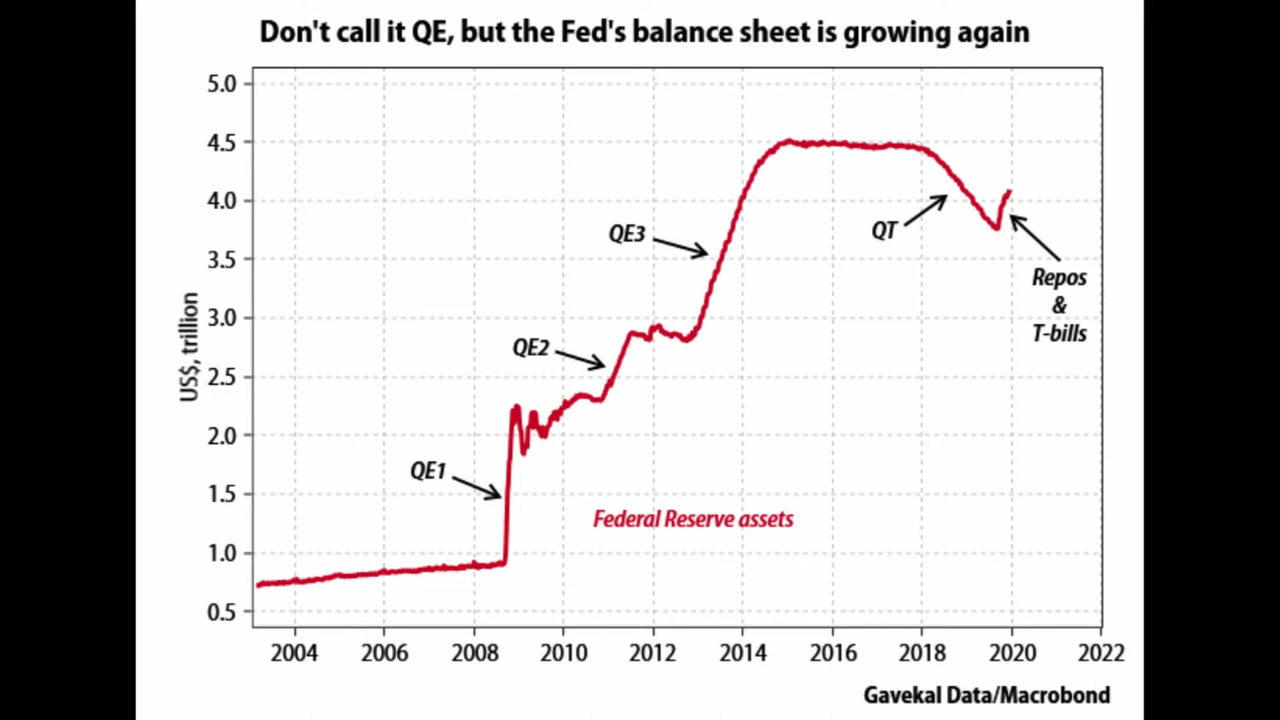 Don't call it QE, but the Fed's balance sheet is growing again
US$, trillion
5.0
4.5
4.0
3.5
3.0
2.5
2.0
1.5
1.0
0.5
QE1
QE2
QE3
QT
Repos
&
T-bills
Federal Reserve assets
2004 2006 2008 2010 2012 2014 2016 2018 2020 2022
Gavekal Data/Macrobond